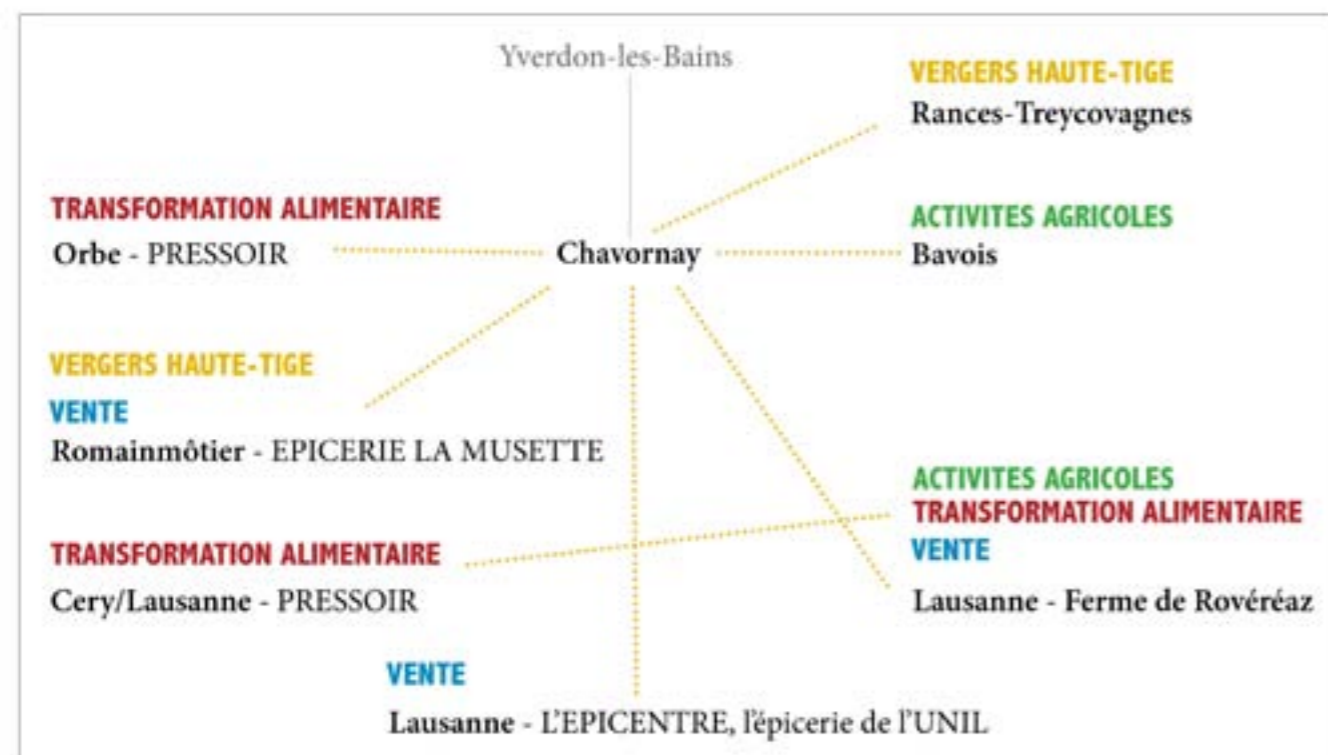 Yverdon-les-Bains
VERGERS HAUTE-TIGE
Rances-Treycovagnes
TRANSFORMATION ALIMENTAIRE
Orbe - PRESSOIR
Chavornay
ACTIVITES AGRICOLES
Bavois
VERGERS HAUTE-TIGE
VENTE
Romainmôtier - EPICERIE LA MUSETTE
ACTIVITES AGRICOLES
TRANSFORMATION ALIMENTAIRE
VENTE
Lausanne - Ferme de Rovéréaz
TRANSFORMATION ALIMENTAIRE
Cery/Lausanne - PRESSOIR
VENTE
Lausanne - L'EPICENTRE, l'épicerie de l'UNIL